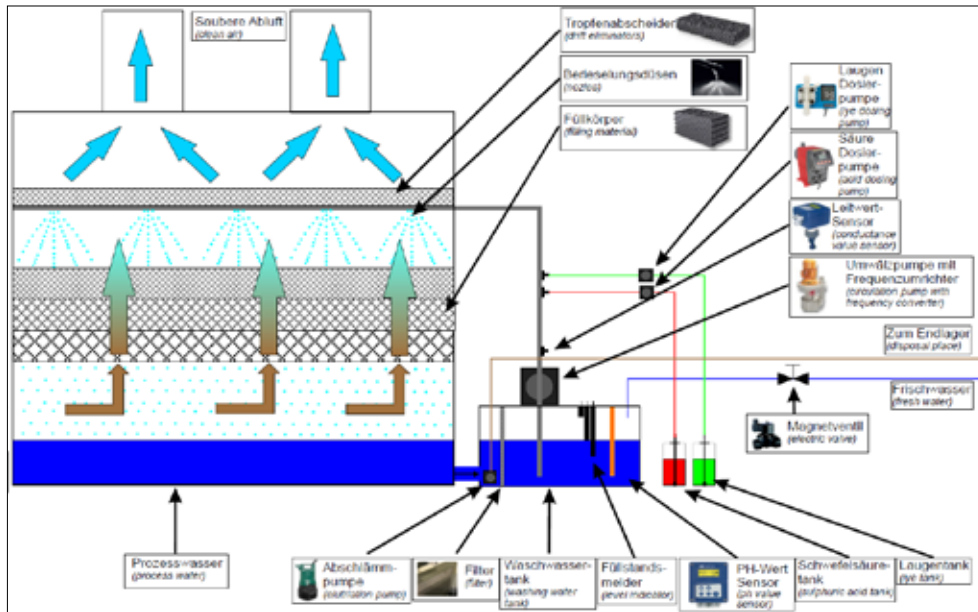 Saubere Abluft
(clean air)
Tropfenabscheider
(drift eliminators)
Berieselungsdüsen
(nozles)
Füllkörper
(filling material)
Laugen
Dosier-
pumpe
(lye dosing
pump)
Säure
Dosier-
pumpe
(acid dosing
pump)
Leitwert-
Sensor
(conductance
value sensor)
Umwälzpumpe mit
Frequenzumrichter
(circulation pump with
frequency converter)
Zum Endlager
(disposal place)
Frischwasser
(fresh water)
Magnetventil
(electric valve)
Prozesswasser
(process water)
Abschlämm-
pumpe
(elutriation pump)
Filter
(filter)
Waschwasser-
tank
(washing water
tank)
Füllstands-
melder
(level indicator)
PH-Wert
Sensor
(ph value
sensor)
Schwefelsäure-
tank
(sulphuric acid tank)
Laugentank
(lye tank)